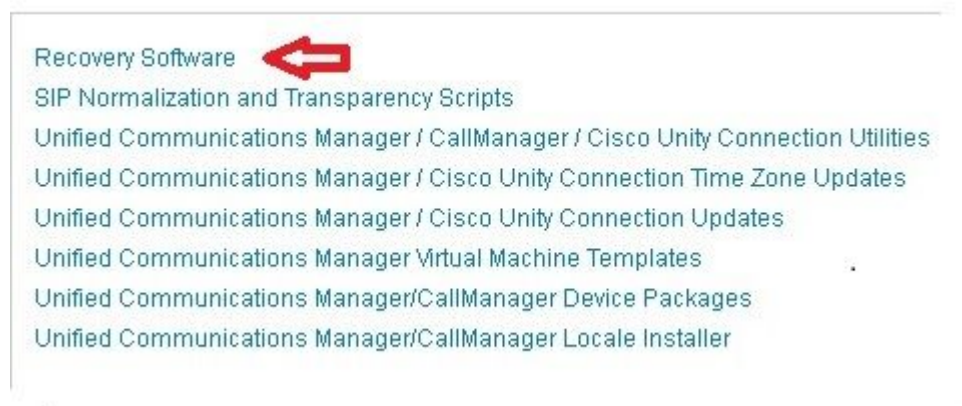 Recovery Software
SIP Normalization and Transparency Scripts
Unified Communications Manager / CallManager / Cisco Unity Connection Utilities
Unified Communications Manager / Cisco Unity Connection Time Zone Updates
Unified Communications Manager / Cisco Unity Connection Updates
Unified Communications Manager Virtual Machine Templates
Unified Communications Manager/CallManager Device Packages
Unified Communications Manager/CallManager Locale Installer